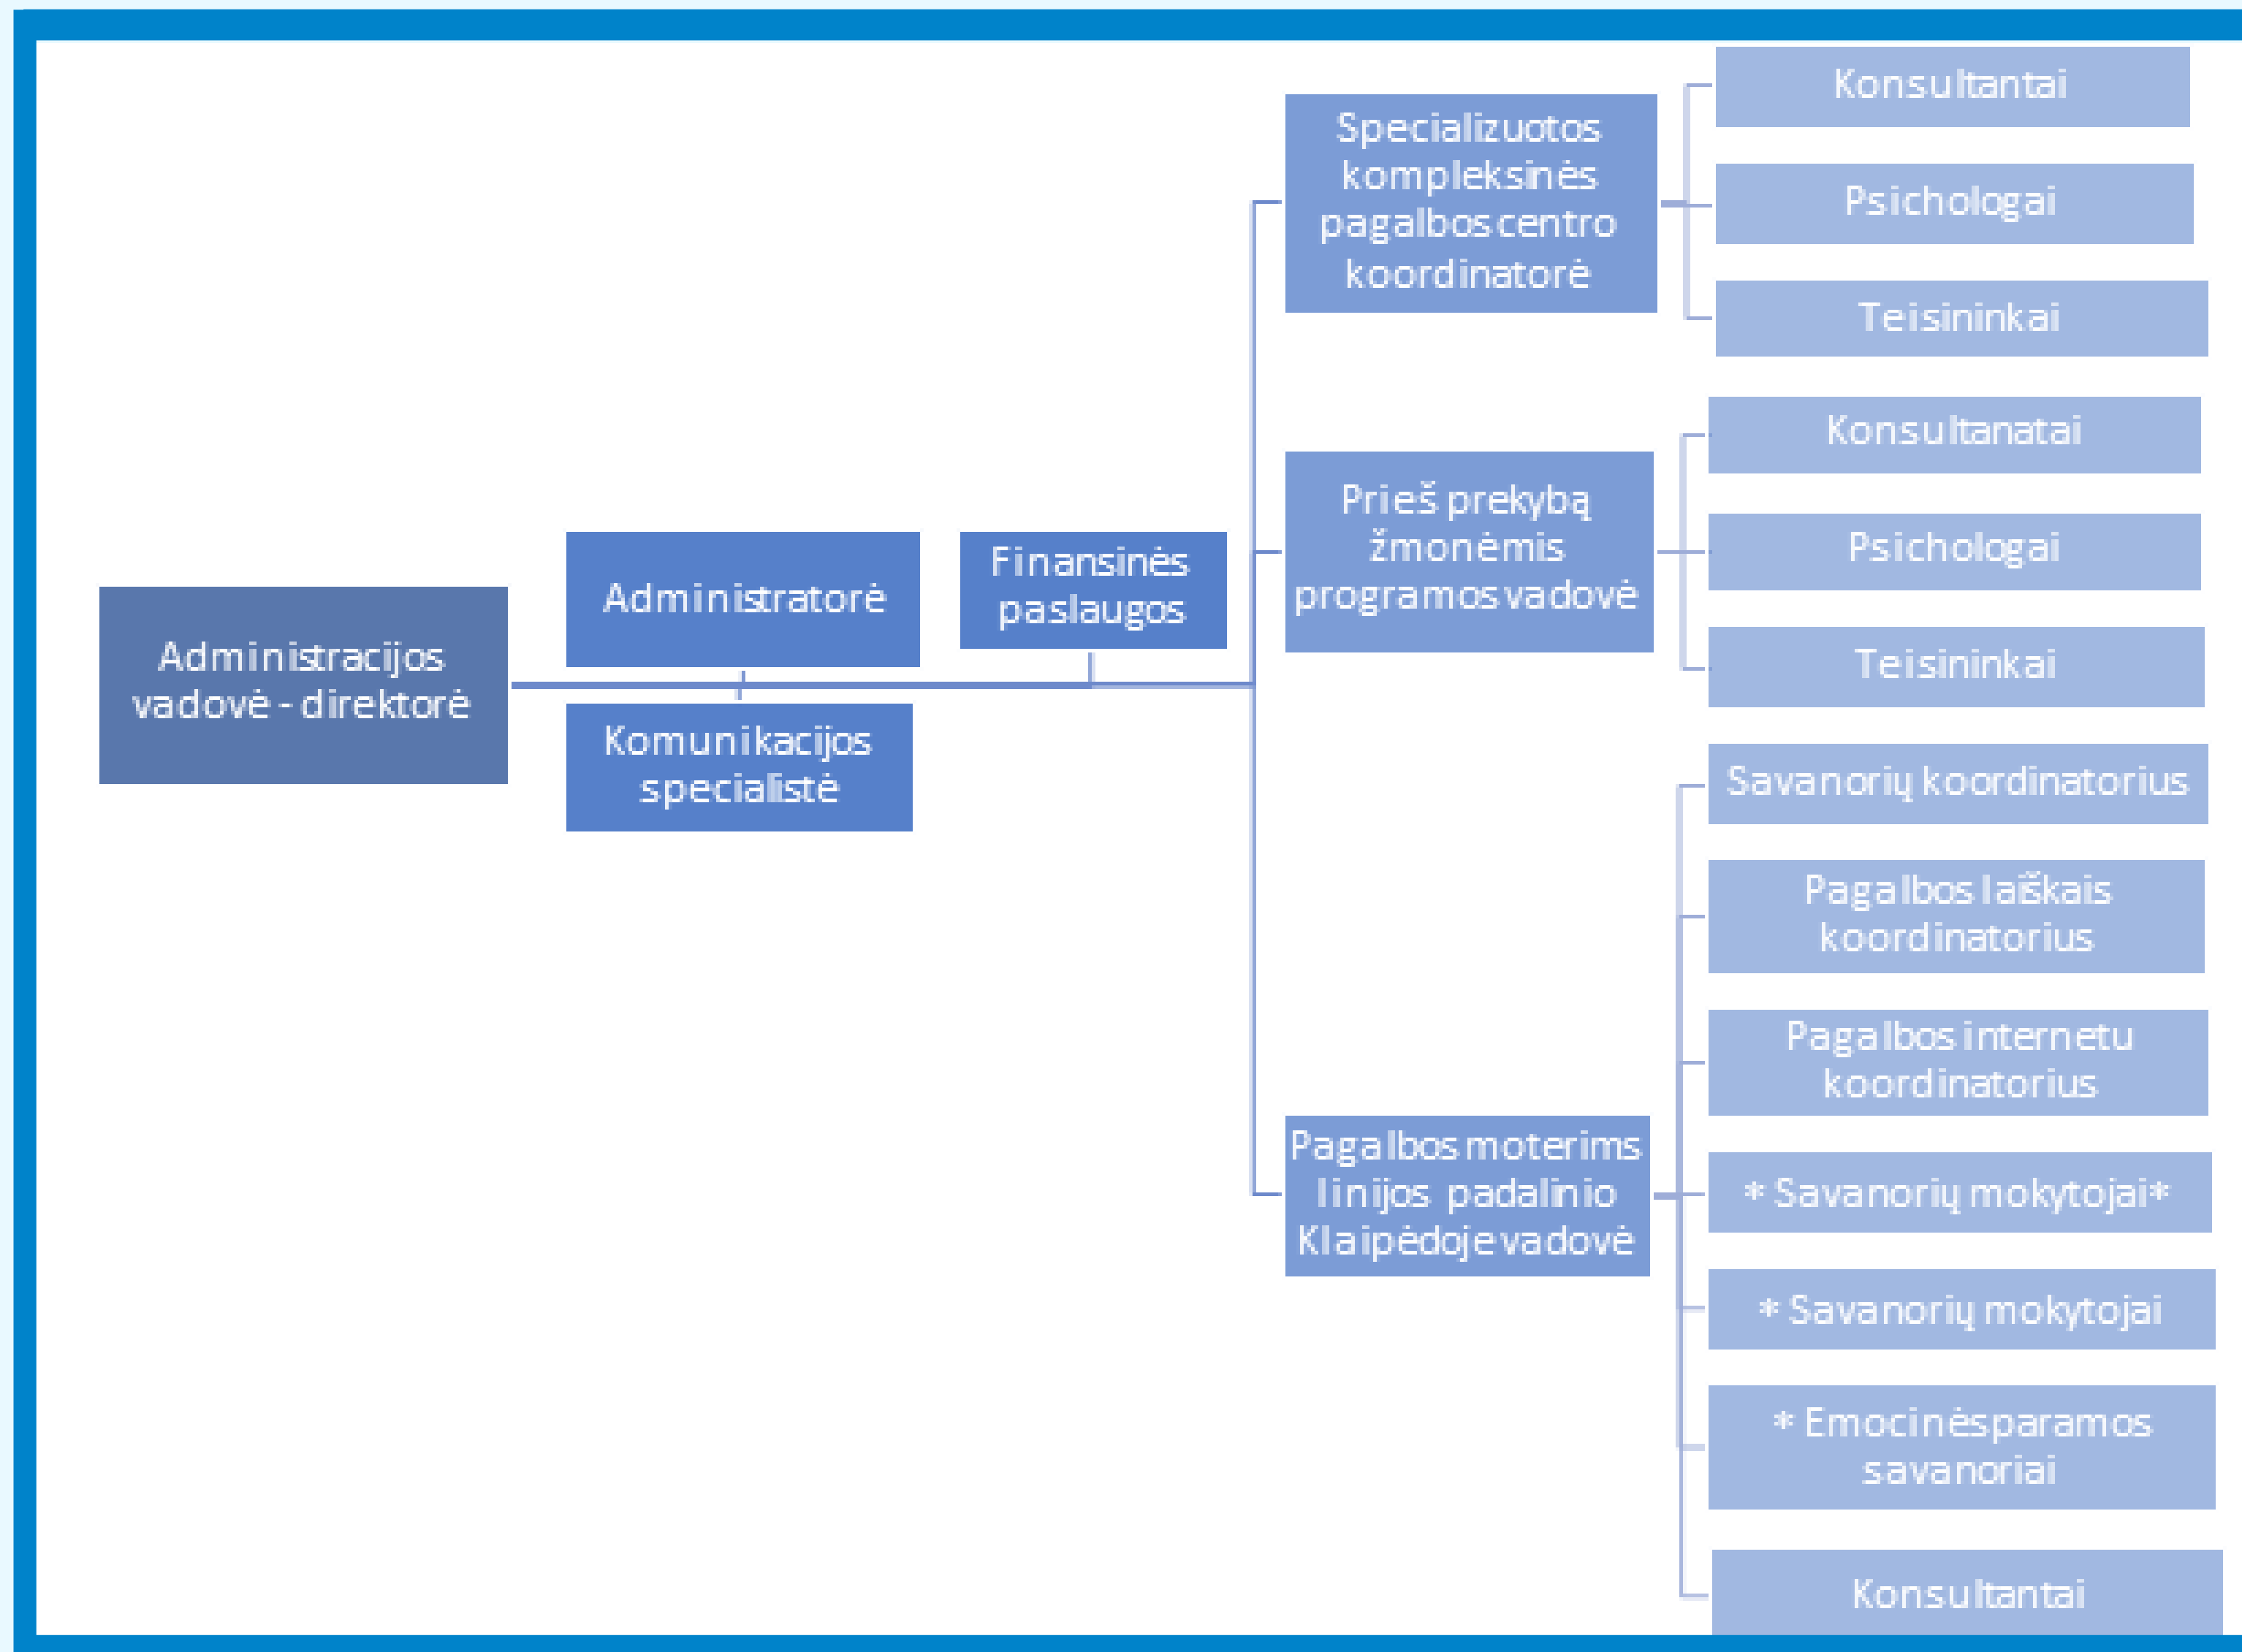 Administracijos
vadovė - direktorė
Administratorė
Komunikacijos
specialistė
Finansinės
paslaugos
Specializuotos
kompleksinės
pagalbos centro
koordinatorė
Konsultantai
Psichologai
Teisininkai
Prieš prekybą
žmonėmis
programos vadovė
Konsultanatai
Psichologai
Teisininkai
Pagalbos moterims
linijos padalinio
Klaipėdoje vadovė
Savanorių koordinatorius
Pagalbos laiškais
koordinatorius
Pagalbos internetu
koordinatorius
* Savanorių mokytojai*
* Savanorių mokytojai
* Emocinės paramos
savanoriai
Konsultantai